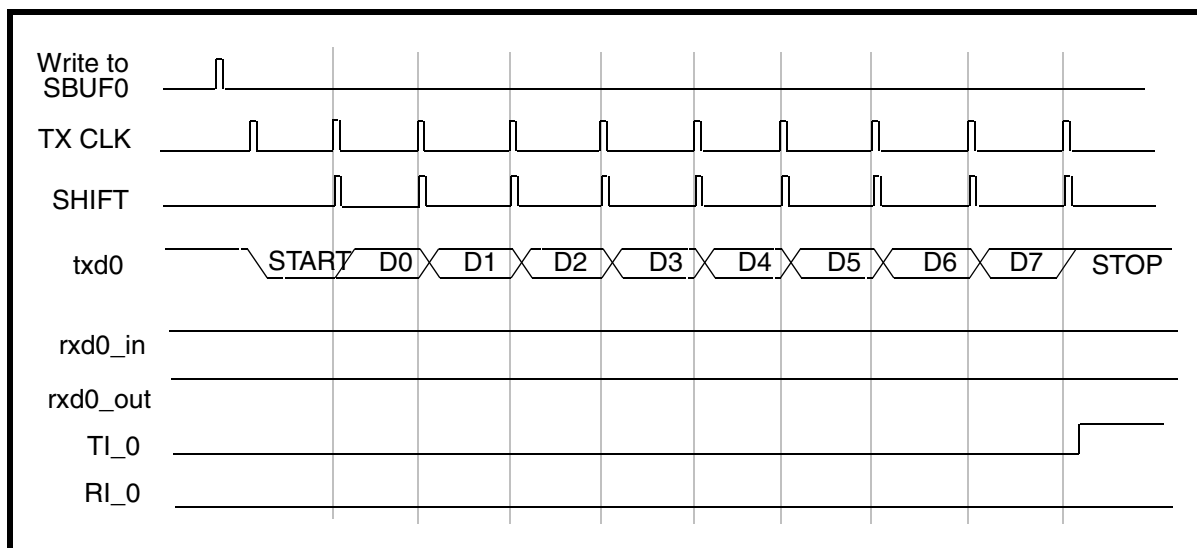 Write to
SBUF0
TX CLK
SHIFT
txd0
START D0 D1 D2 D3 D4 D5 D6 D7 STOP
rxd0_in
rxd0_out
TI_0
RI_0